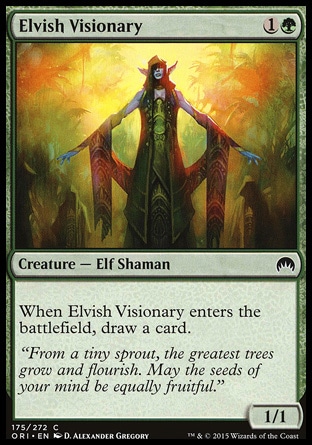 Elvish Visionary 1
Creature — Elf Shaman
When Elvish Visionary enters the
battlefield, draw a card.
“From a tiny sprout, the greatest trees
grow and flourish. May the seeds of
your mind be equally fruitful.”
1/1
175/272 C
ORI • EN D. Alexander Gregory ™ & © 2015 Wizards of the Coast